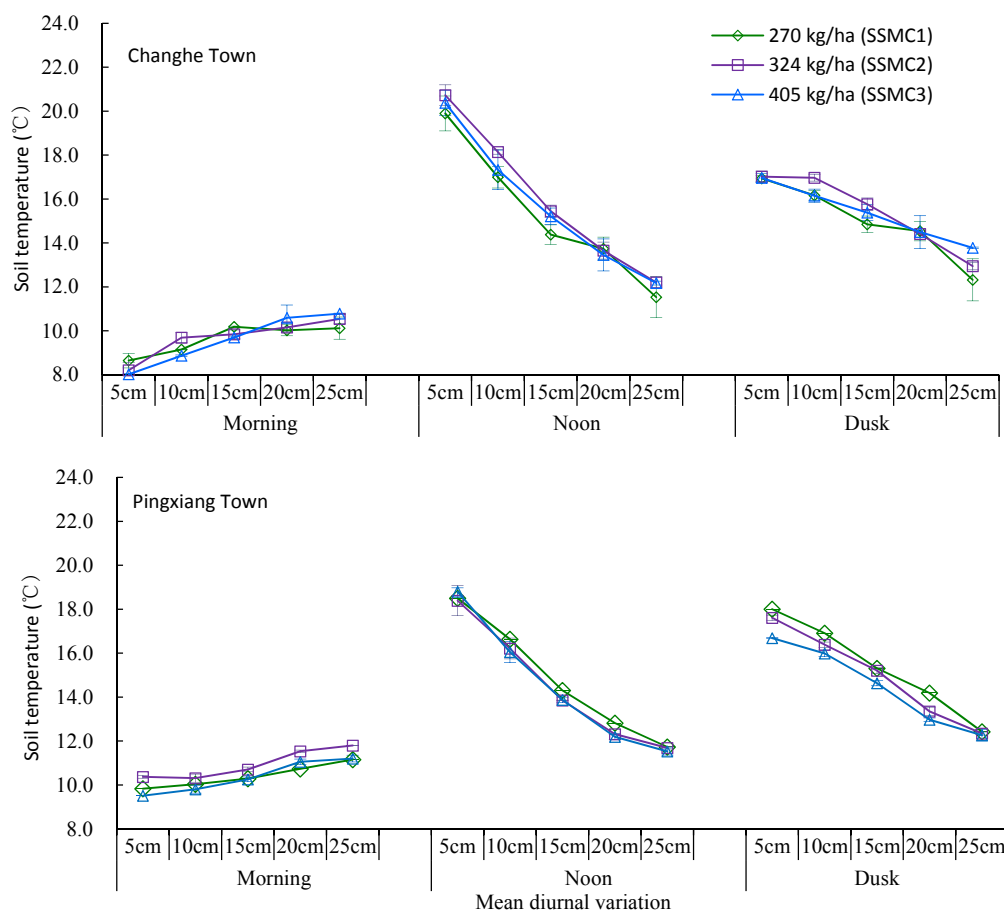 24.0
22.0
20.0
18.0
16.0
14.0
12.0
10.0
8.0
Soil temperature (℃)
Changhe Town
270 kg/ha (SSMC1)
324 kg/ha (SSMC2)
405 kg/ha (SSMC3)
5cm 10cm 15cm 20cm 25cm 5cm 10cm 15cm 20cm 25cm 5cm 10cm 15cm 20cm 25cm
Morning Noon Dusk
24.0
22.0
20.0
18.0
16.0
14.0
12.0
10.0
8.0
Soil temperature (℃)
Pingxiang Town
5cm 10cm 15cm 20cm 25cm 5cm 10cm 15cm 20cm 25cm 5cm 10cm 15cm 20cm 25cm
Morning Noon Dusk
Mean diurnal variation